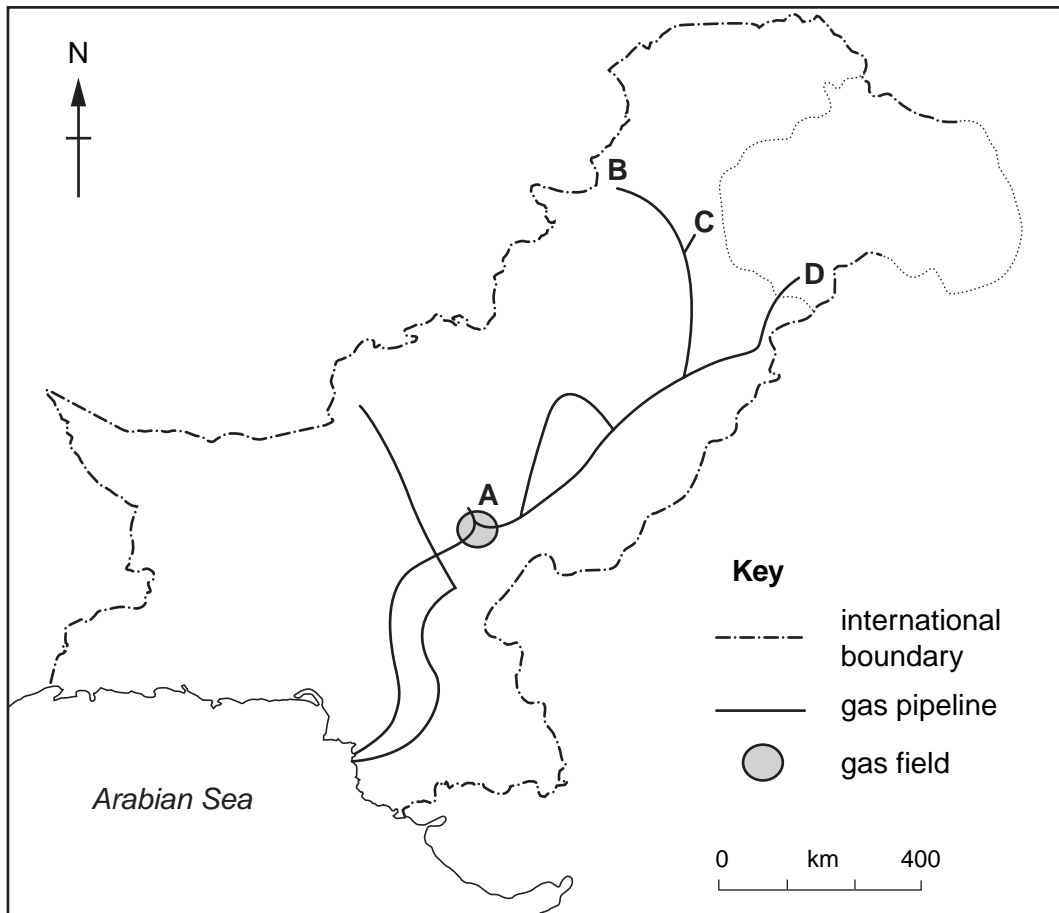 N
B
C
D
A
Key
international
boundary
gas pipeline
gas field
Arabian Sea
0 km 400